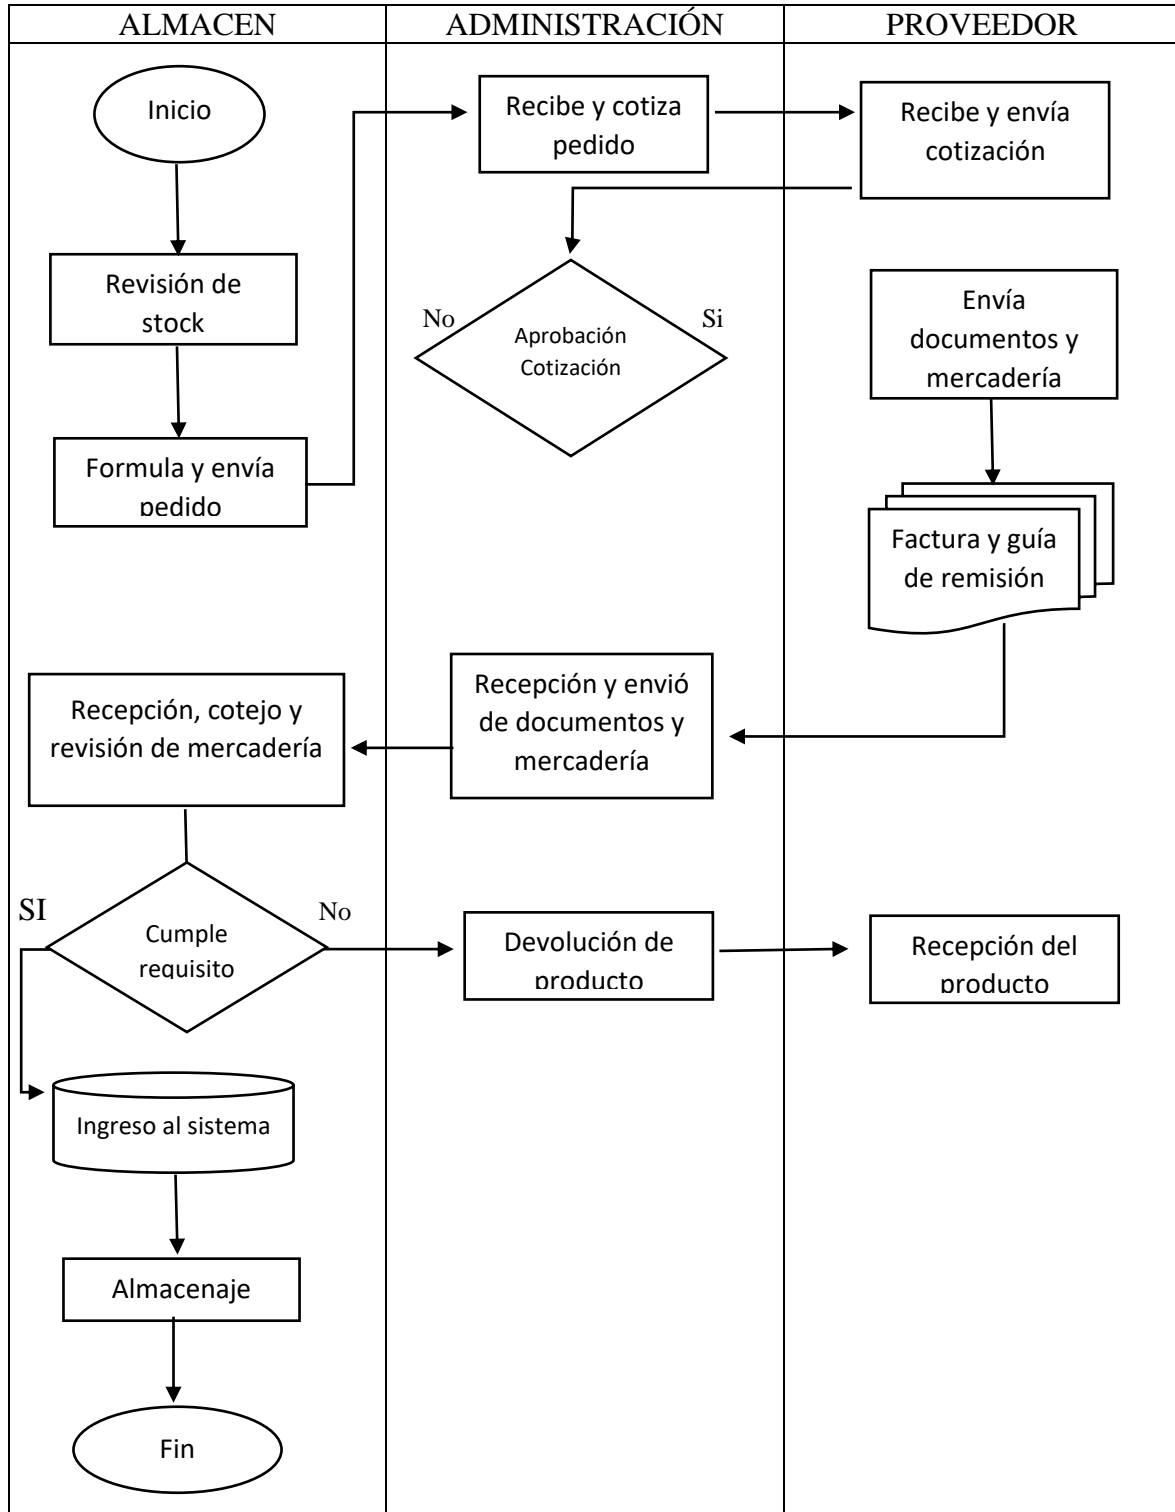 ALMACEN
ADMINISTRACIÓN
PROVEEDOR
Inicio
Recibe y cotiza
pedido
Recibe y envía
cotización
Revisión de
stock
No
Si
Aprobación
Cotización
Envía
documentos y
mercadería
Formula y envía
pedido
Factura y guía
de remisión
Recepción, cotejo y
revisión de mercadería
Recepción y envió
de documentos y
mercadería
SI
No
Cumple
requisito
Devolución de
producto
Recepción del
producto
Ingreso al sistema
Almacenaje
Fin